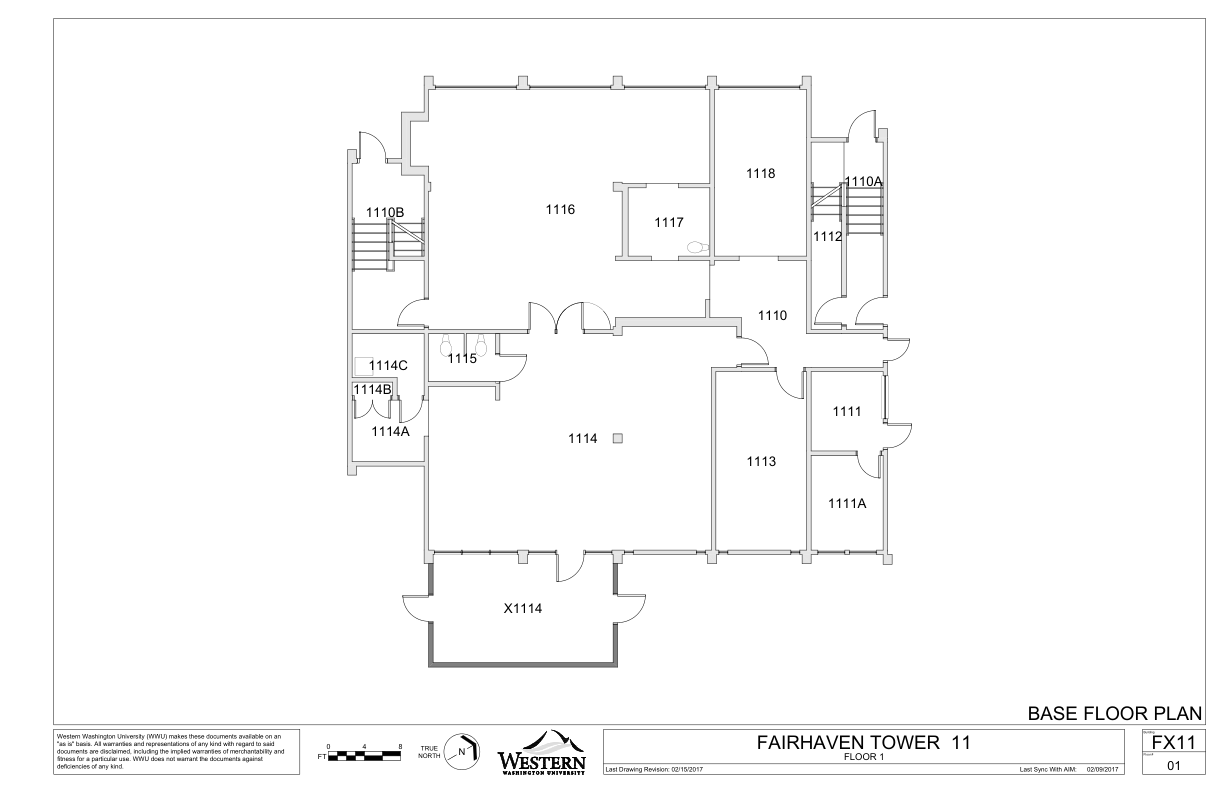 1118
1110A
1116
1110B
1117
1112
1110
1115
1114C
1114B
1111
1114A
1114
1113
1111A
X1114
BASE FLOOR PLAN
Western Washington University (WWU) makes these documents available on an
"as is" basis. All warranties and representations of any kind with regard to said
documents are disclaimed, including the implied warranties of merchantability and
fitness for a particular use. WWU does not warrant the documents against
deficiencies of any kind.
0 4 8
FT
TRUE
NORTH
N
WESTERN
WASHINGTON UNIVERSITY
FAIRHAVEN TOWER 11
FLOOR 1
Last Drawing Revision: 02/15/2017
Last Sync With AIM: 02/09/2017
FX11
01